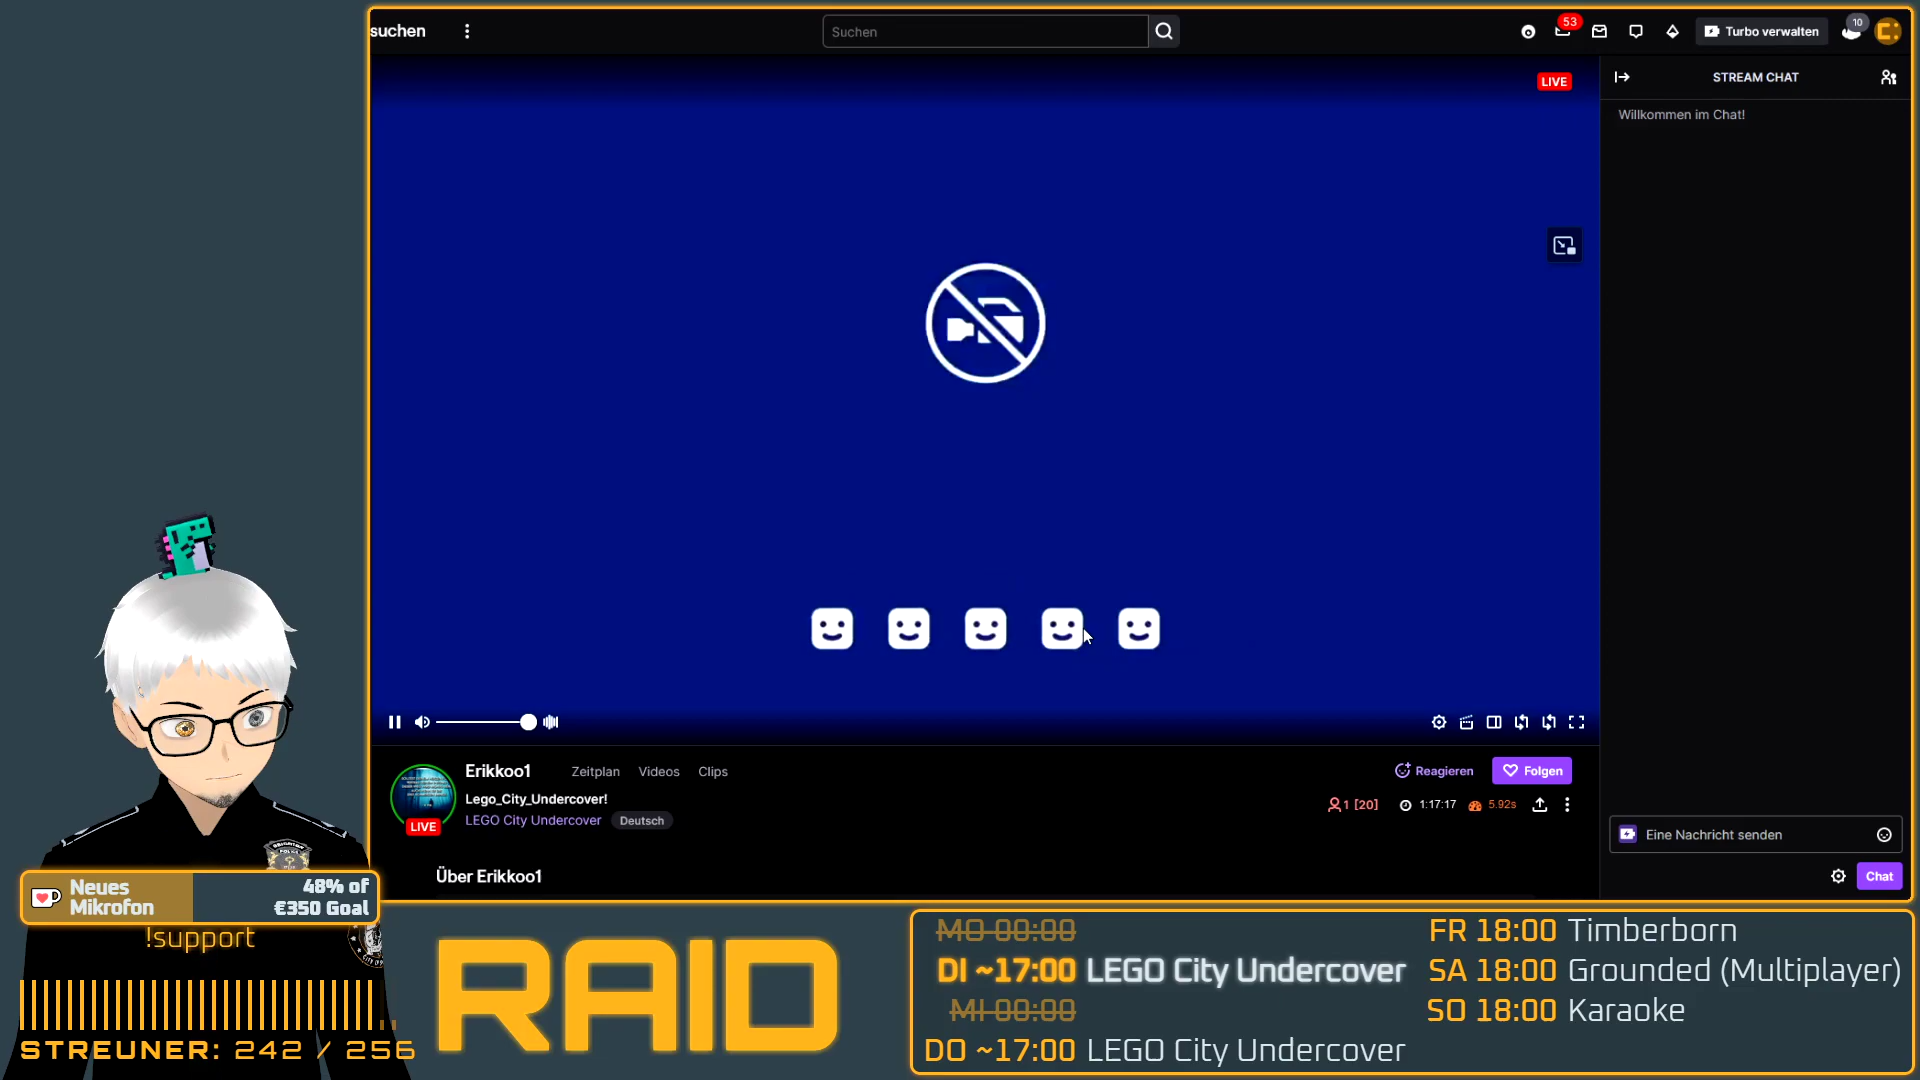 suchen
Suchen
53
Turbo verwalten
10
LIVE
STREAM CHAT
Willkommen im Chat!
Erikkoo1
Zeitplan
Videos
Clips
Reagieren
Folgen
Lego_City_Undercover!
1 [20]
1:17:17
5.92s
LEGO City Undercover
Deutsch
LIVE
Über Erikkoo1
Eine Nachricht senden
Chat
Neues
Mikrofon
48% of
€350 Goal
!support
STREUNER: 242 / 256
RAID
MO 00:00
DI ~17:00 LEGO City Undercover
MI 00:00
DO ~17:00 LEGO City Undercover
FR 18:00 Timberborn
SA 18:00 Grounded (Multiplayer)
SO 18:00 Karaoke